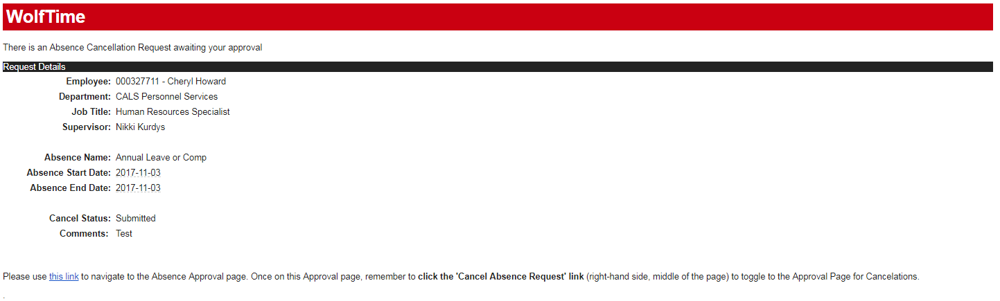 WolfTime
There is an Absence Cancellation Request awaiting your approval
Request Details
Employee: 000327711 - Cheryl Howard
Department: CALS Personnel Services
Job Title: Human Resources Specialist
Supervisor: Nikki Kurdys
Absence Name: Annual Leave or Comp
Absence Start Date: 2017-11-03
Absence End Date: 2017-11-03
Cancel Status: Submitted
Comments: Test
Please use this link to navigate to the Absence Approval page. Once on this Approval page, remember to click the 'Cancel Absence Request' link (right-hand side, middle of the page) to toggle to the Approval Page for Cancelations.
.